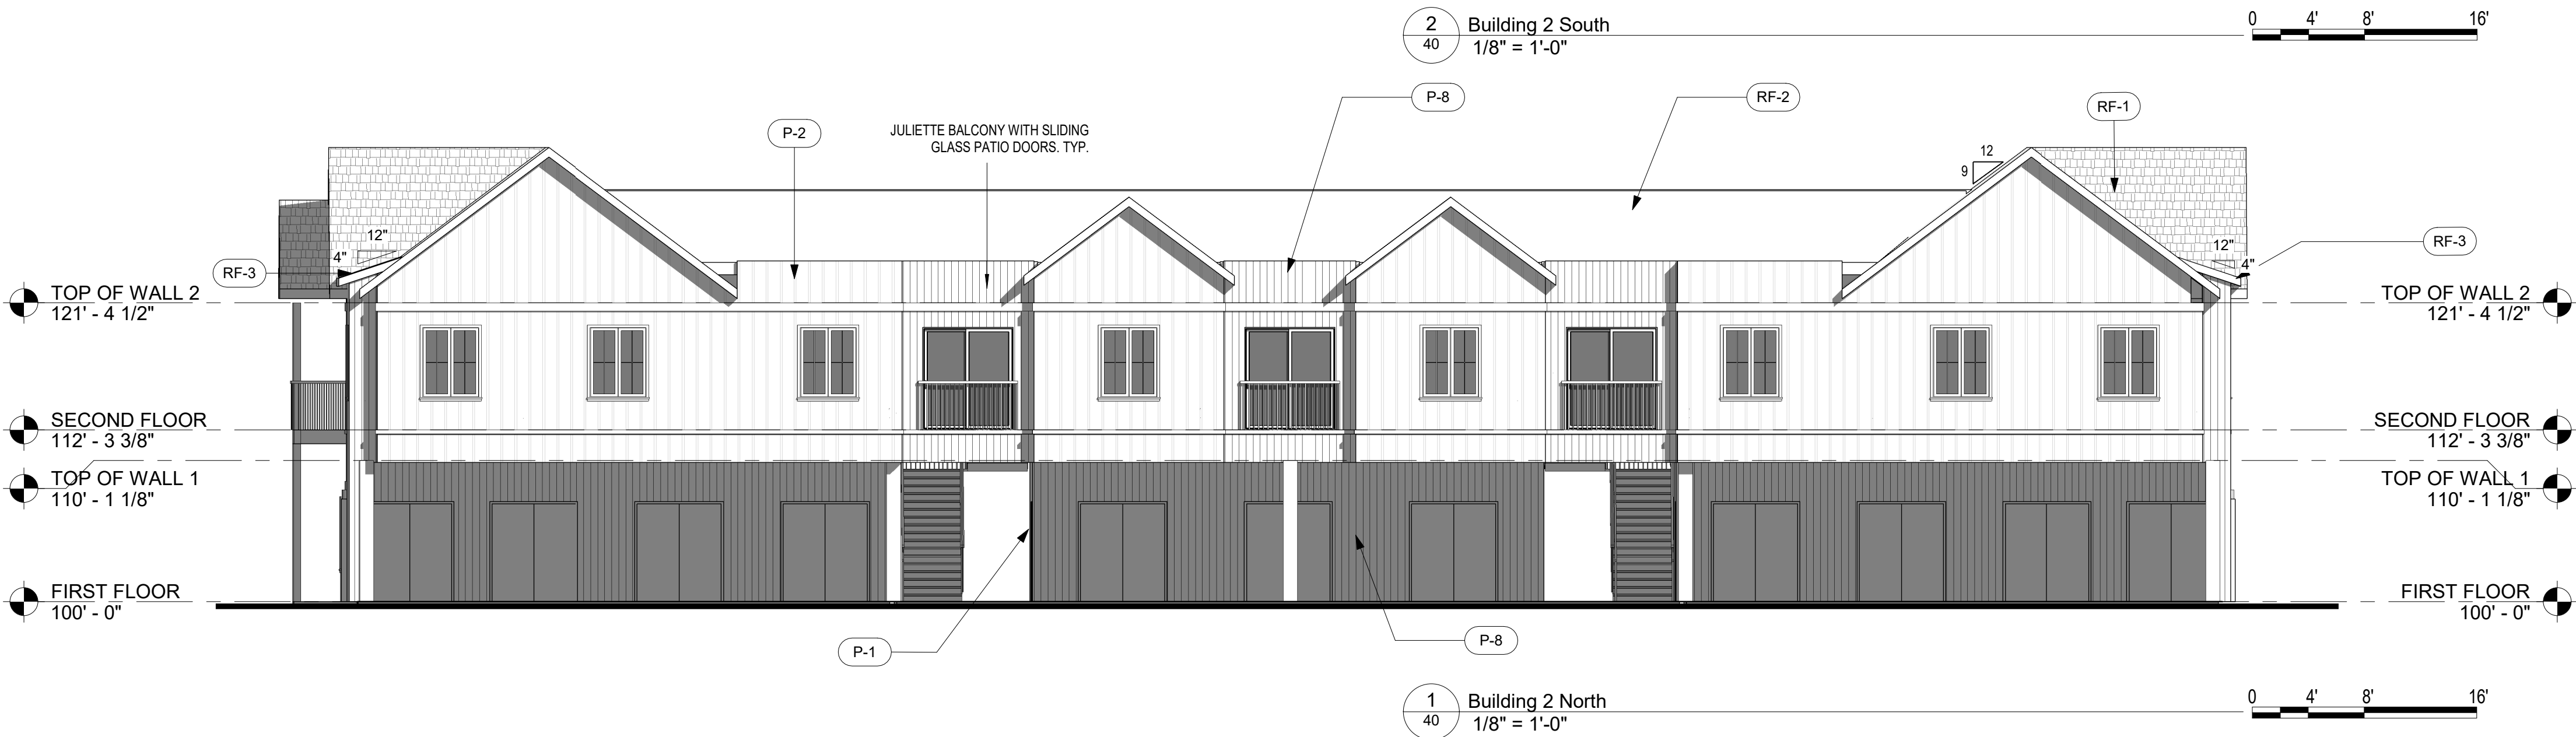 2
40
Building 2 South
1/8" = 1'-0"
0 4' 8' 16'
P-2
JULIETTE BALCONY WITH SLIDING
GLASS PATIO DOORS. TYP.
P-8
RF-2
RF-1
12
9
12"
4"
RF-3
12"
4"
RF-3
TOP OF WALL 2
121' - 4 1/2"
TOP OF WALL 2
121' - 4 1/2"
SECOND FLOOR
112' - 3 3/8"
SECOND FLOOR
112' - 3 3/8"
TOP OF WALL 1
110' - 1 1/8"
TOP OF WALL 1
110' - 1 1/8"
FIRST FLOOR
100' - 0"
FIRST FLOOR
100' - 0"
P-1
P-8
1
40
Building 2 North
1/8" = 1'-0"
0 4' 8' 16'